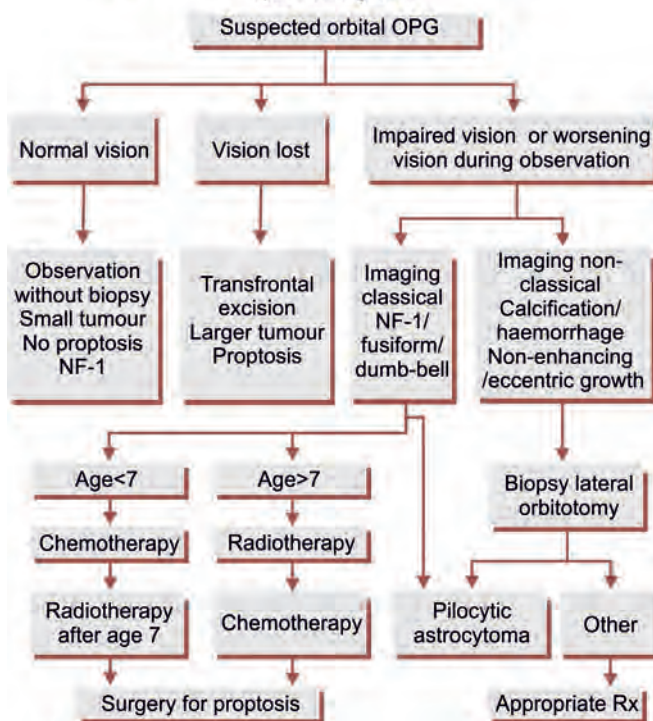 Suspected orbital OPG
Normal vision
Vision lost
Impaired vision or worsening
vision during observation
Observation
without biopsy
Small tumour
No proptosis
NF-1
Transfrontal
excision
Larger tumour
Proptosis
Imaging
classical
NF-1/
fusiform/
dumb-bell
Imaging non-
classical
Calcification/
haemorrhage
Non-enhancing
/eccentric growth
Age<7
Age>7
Biopsy lateral
orbitotomy
Chemotherapy
Radiotherapy
Radiotherapy
after age 7
Chemotherapy
Pilocytic
astrocytoma
Other
Surgery for proptosis
Appropriate Rx